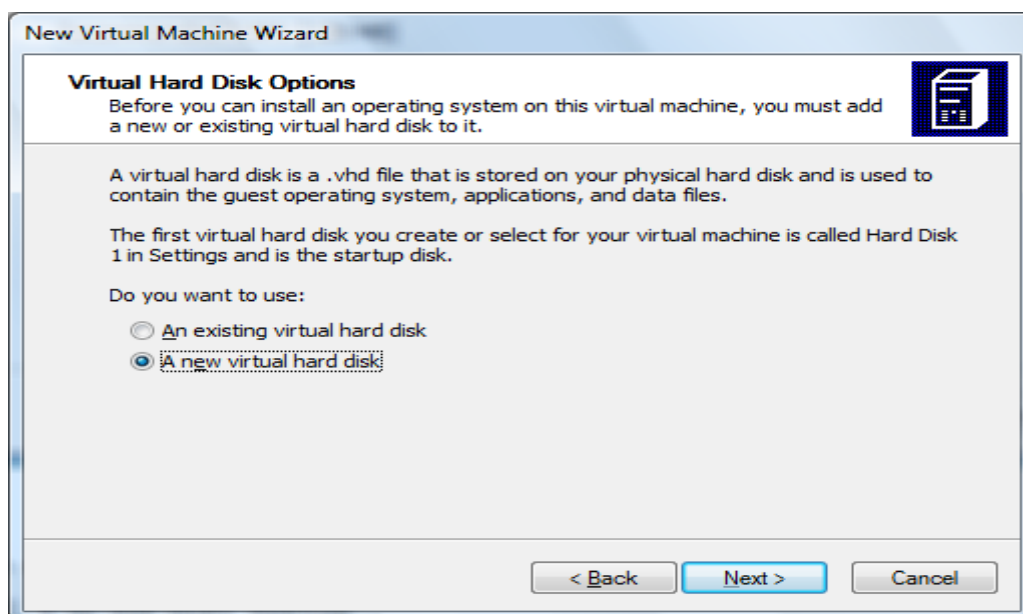 New Virtual Machine Wizard
Virtual Hard Disk Options
Before you can install an operating system on this virtual machine, you must add
a new or existing virtual hard disk to it.
A virtual hard disk is a .vhd file that is stored on your physical hard disk and is used to
contain the guest operating system, applications, and data files.
The first virtual hard disk you create or select for your virtual machine is called Hard Disk
1 in Settings and is the startup disk.
Do you want to use:
An existing virtual hard disk
A new virtual hard disk
< Back
Next >
Cancel